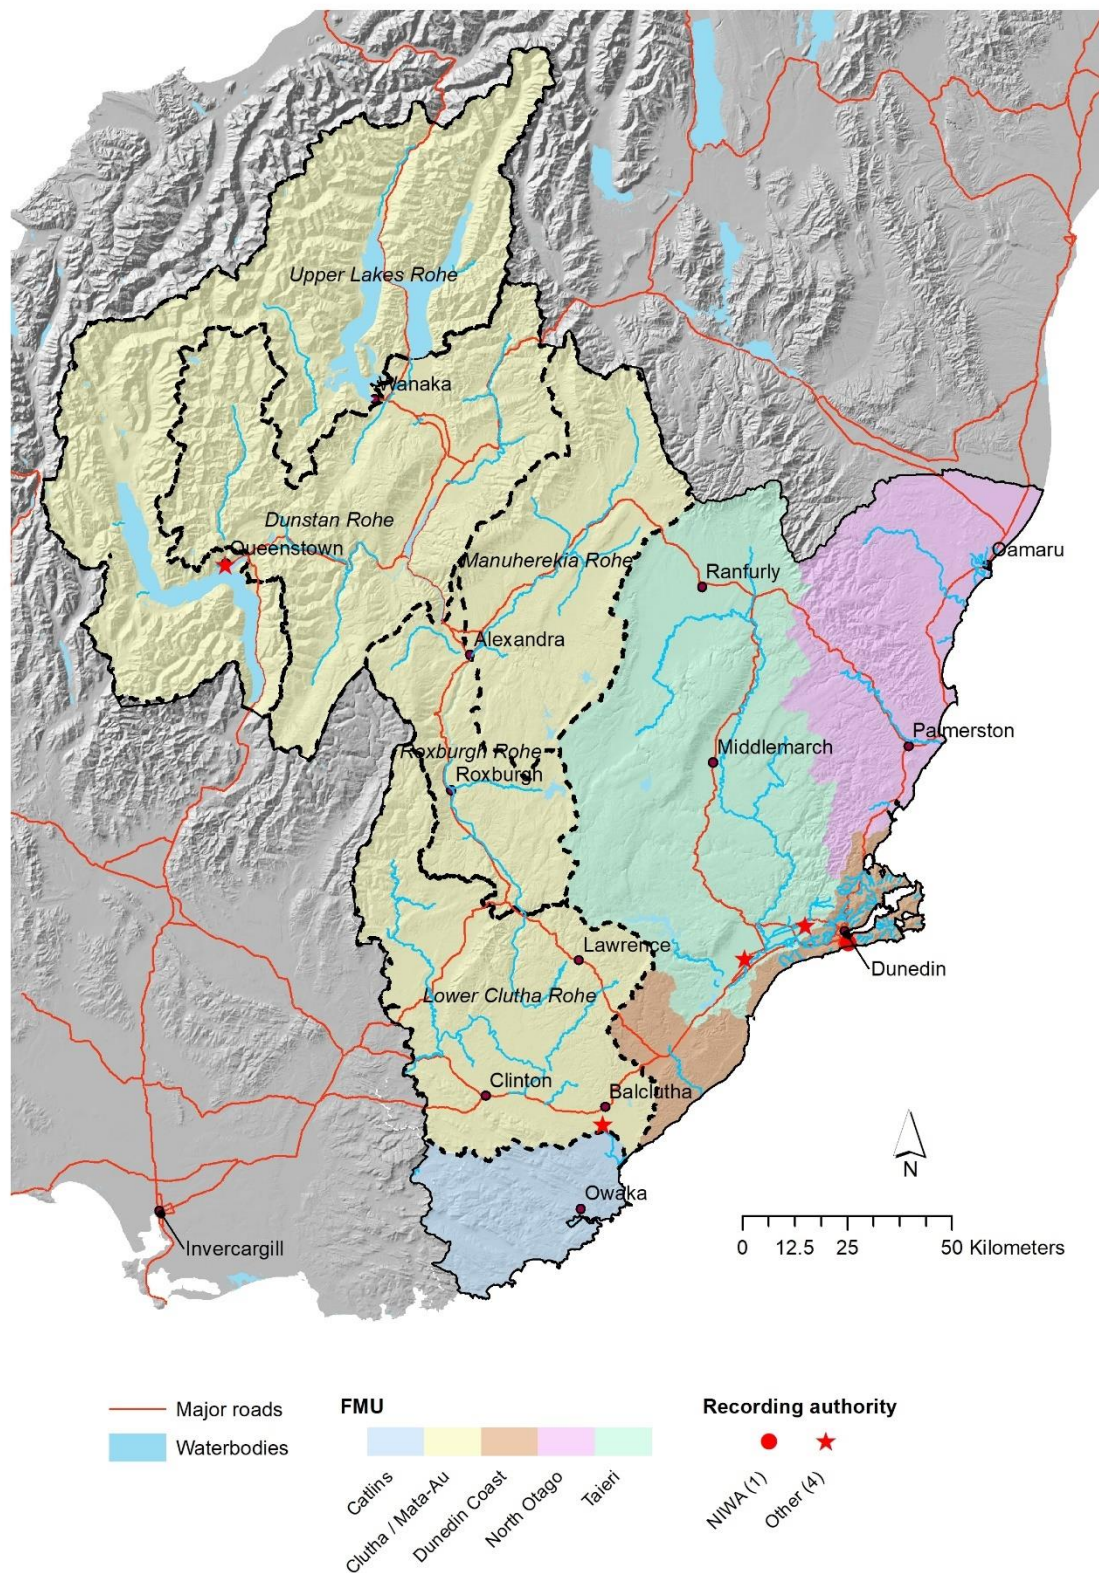 Upper Lakes Rohe
Wanaka
Dunstan Rohe
Queenstown
Manuherekia Rohe
Oamaru
Ranfurly
Alexandra
Palmerston
Roxburgh Rohe
Middlemarch
Roxburgh
Lawrence
Dunedin
Lower Clutha Rohe
Clinton
Balclutha
N
Owaka
Invercargill
0 12.5 25 50 Kilometers
Major roads
Waterbodies
FMU
Catlins
Clutha / Mata-Au
Dunedin Coast
North Otago
Taieri
Recording authority
NIWA (1)
Other (4)